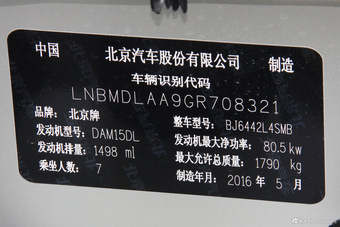 中国 北京汽车股份有限公司 制造
车辆识别代码
LNBMDLAA9GR708321
品牌：北京牌 整车型号：BJ6442L4SMB
发动机型号：DAM15DL 发动机最大净功率：80.5 kw
发动机排量：1498 ml 最大允许总质量：1790 kg
乘坐人数：7 制造年月：2016 年 5 月